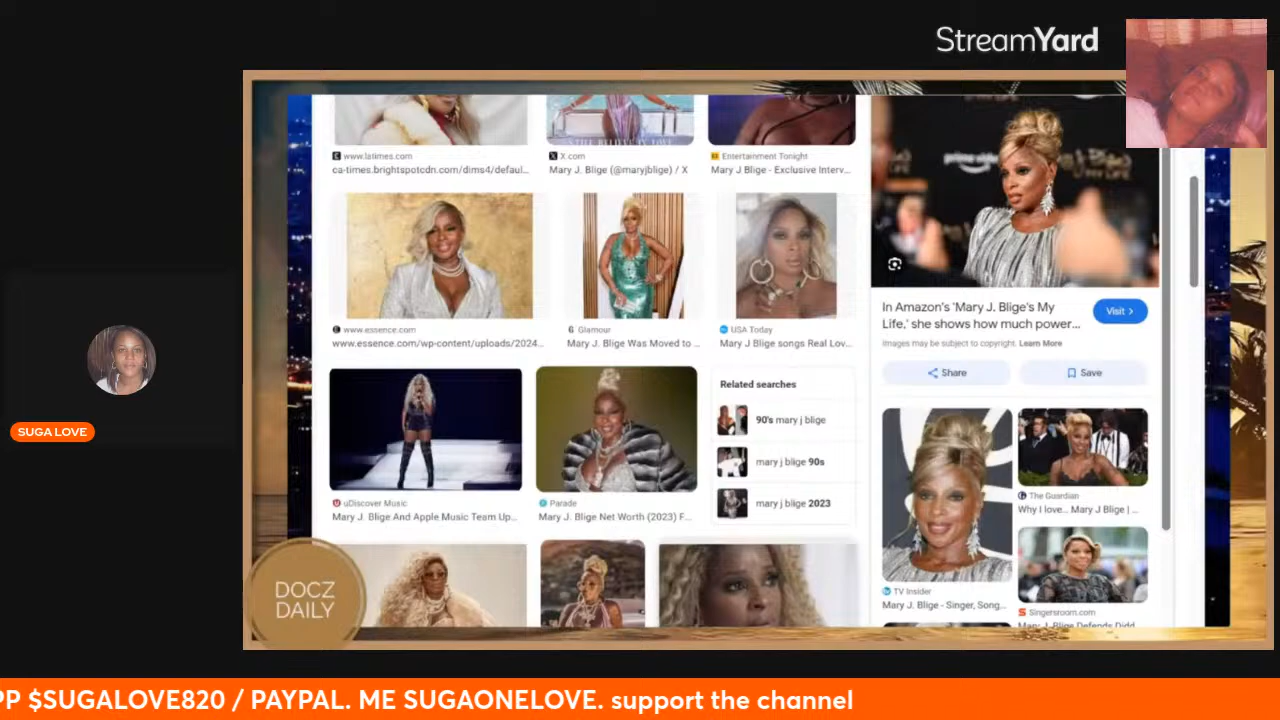 StreamYard
www.latimes.com
ca-times.brightspotcdn.com/dims4/defaul...
X.com
Mary J. Blige (@maryjblige) / X
Entertainment Tonight
Mary J Blige - Exclusive Interv...
prime video
www.essence.com
www.essence.com/wp-content/uploads/2024...
Glamour
Mary J. Blige Was Moved to ...
USA Today
Mary J Blige songs Real Lov...
In Amazon's 'Mary J. Blige's My
Life,' she shows how much power...
Visit >
Images may be subject to copyright. Learn More
Share
Save
Related searches
90's mary j blige
mary j blige 90s
mary j blige 2023
uDiscover Music
Mary J. Blige And Apple Music Team Up...
Parade
Mary J. Blige Net Worth (2023) F...
The Guardian
Why I love... Mary J Blige | ...
TV Insider
Mary J. Blige - Singer, Song...
Singersroom.com
Mary J. Blige Defends Didd
SUGA LOVE
DOCZ
DAILY
PP $SUGALOVE820 / PAYPAL. ME SUGAONELOVE. support the channel